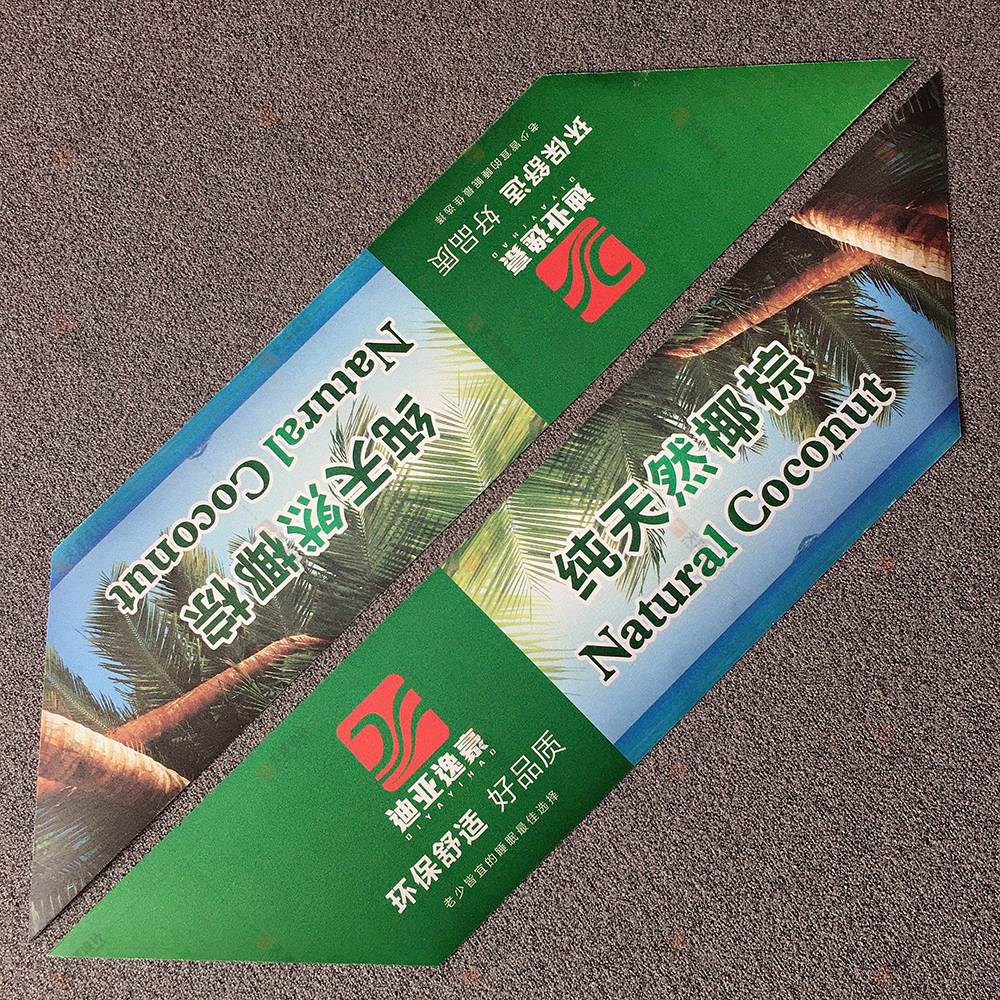 环保舒适 好品质
老少皆宜的睡眠最佳选择
迪亚逸豪
DIYAYIHAO
纯天然椰棕
Natural Coconut
纯天然椰棕
Natural Coconut
迪亚逸豪
DIYAYIHAO
环保舒适 好品质
老少皆宜的睡眠最佳选择